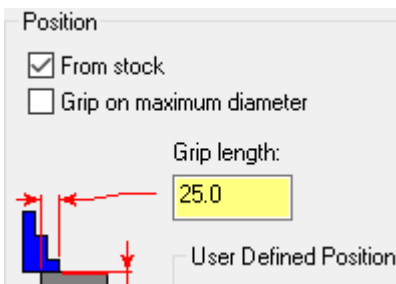 Position
From stock
Grip on maximum diameter
Grip length:
25.0
User Defined Position